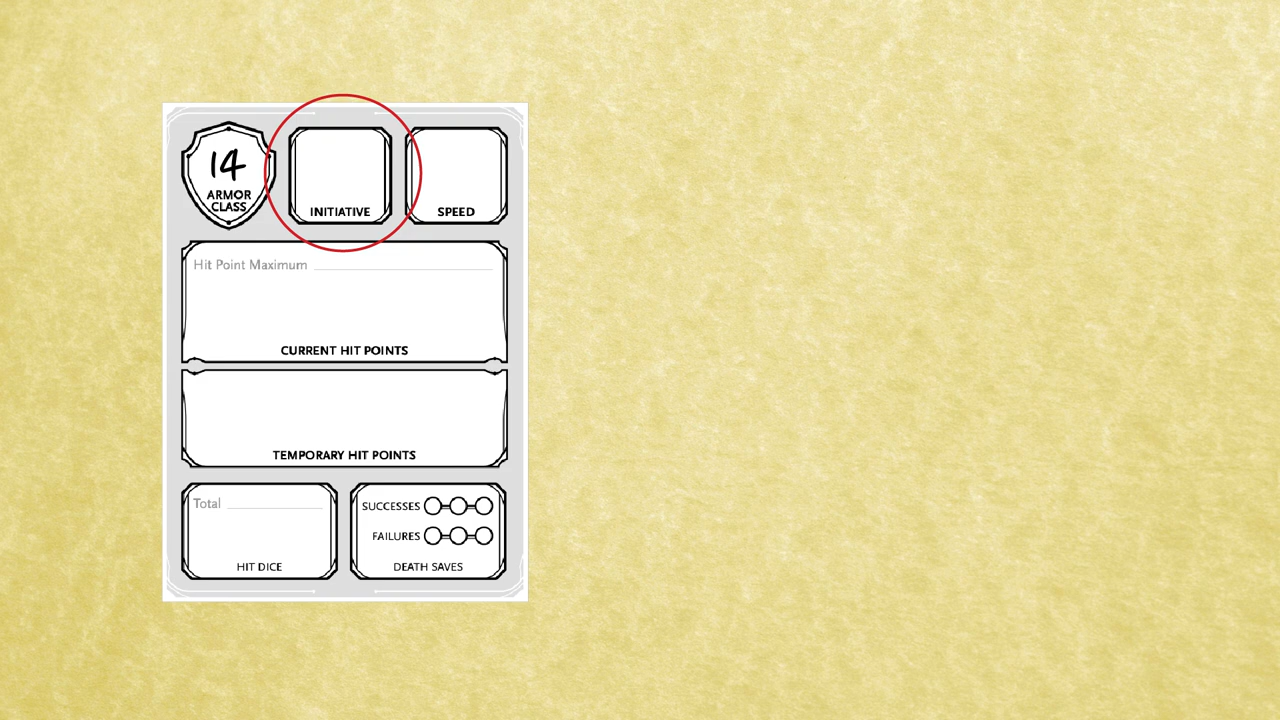 14
ARMOR
CLASS
INITIATIVE
SPEED
Hit Point Maximum
CURRENT HIT POINTS
TEMPORARY HIT POINTS
Total
HIT DICE
SUCCESSES
FAILURES
DEATH SAVES